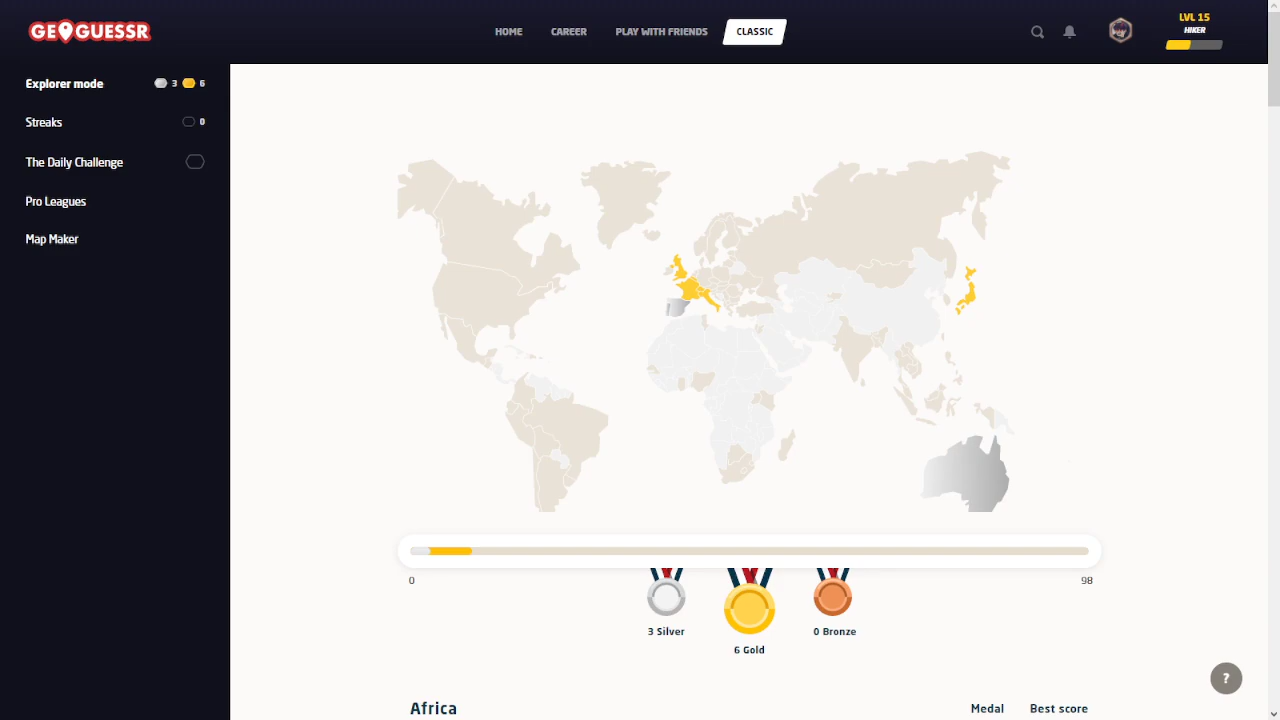 GEOGUESSR
HOME CAREER PLAY WITH FRIENDS CLASSIC
LVL 15
HIKER
Explorer mode 3 6
Streaks 0
The Daily Challenge
Pro Leagues
Map Maker
0 98
3 Silver 0 Bronze
6 Gold
Africa Medal Best score
?